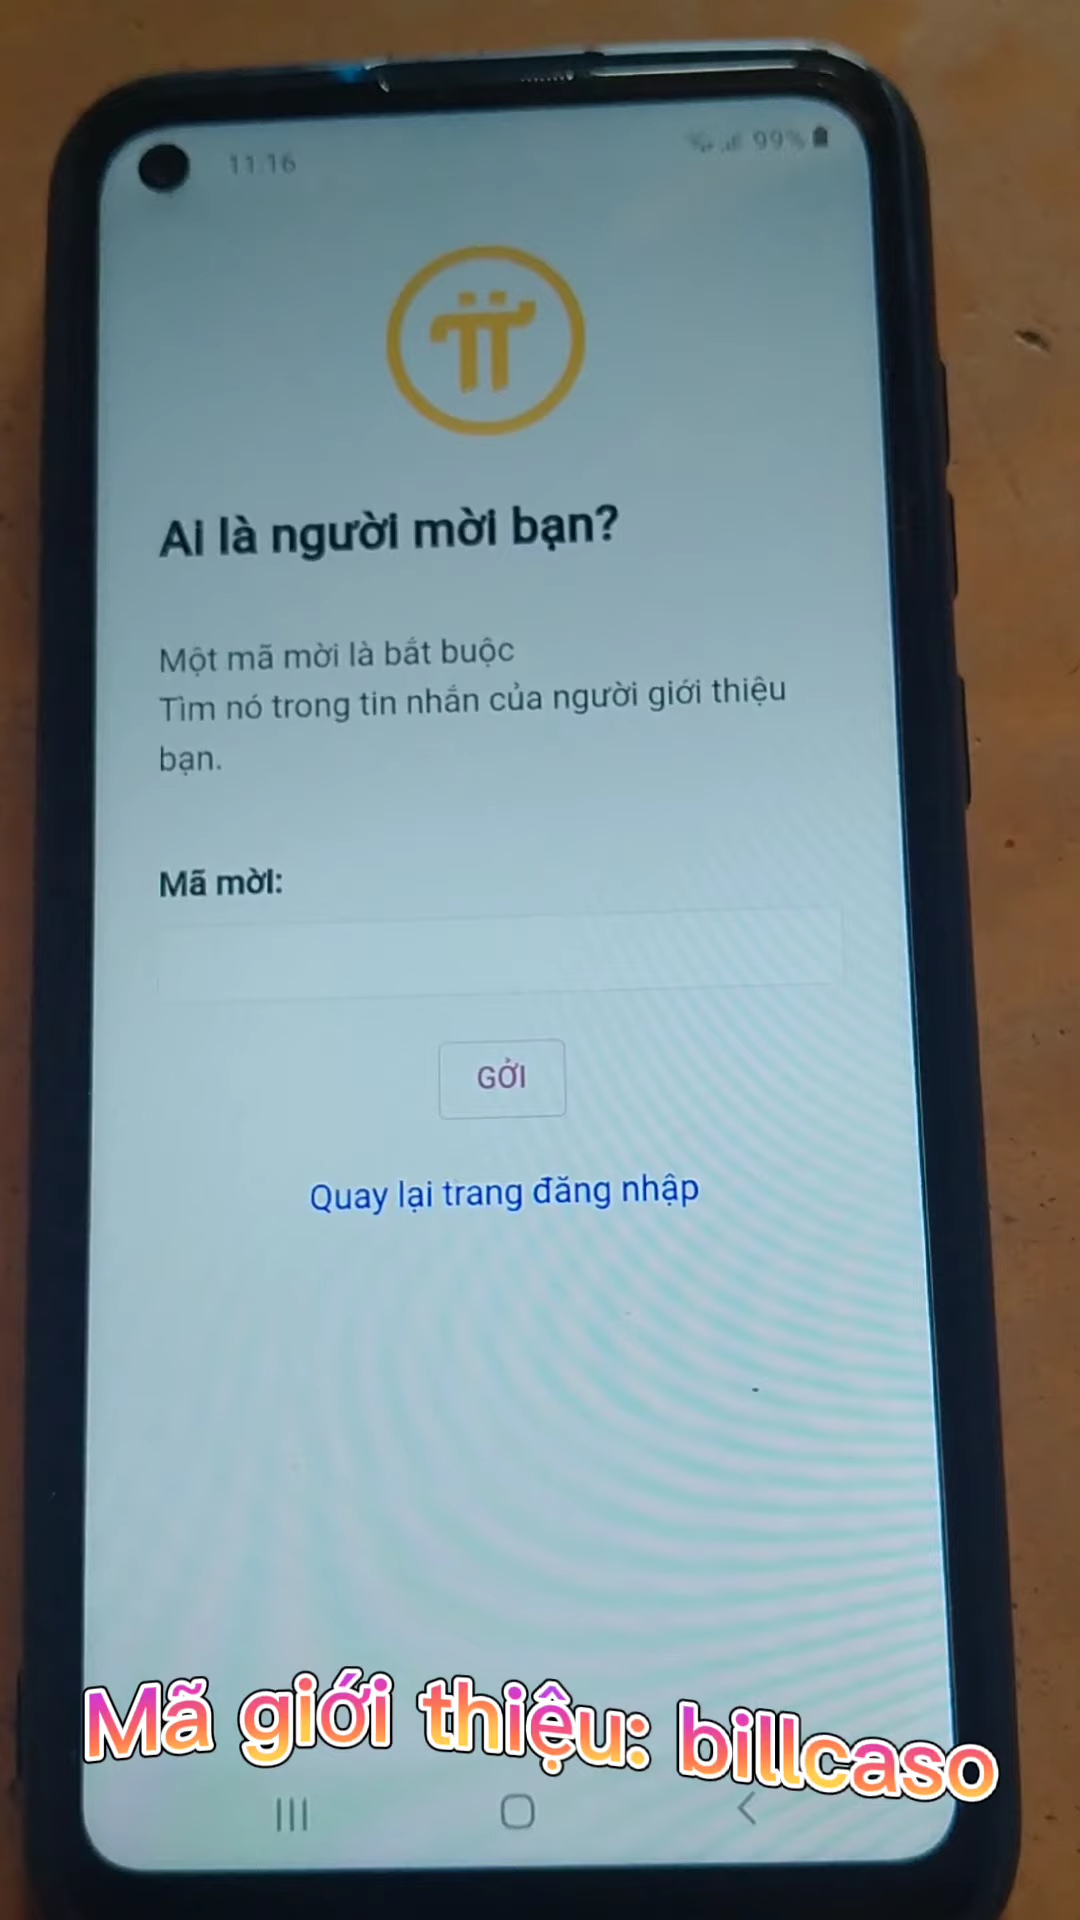 11:16
99%
Ai là người mời bạn?
Một mã mời là bắt buộc
Tìm nó trong tin nhắn của người giới thiệu
bạn.
Mã mờI:
GỞI
Quay lại trang đăng nhập
Mã giới thiệu: billcaso